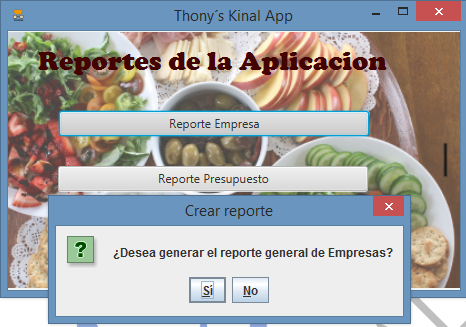 Thony´s Kinal App
Reportes de la Aplicacion
Reporte Empresa
Reporte Presupuesto
Crear reporte
¿Desea generar el reporte general de Empresas?
Sí No